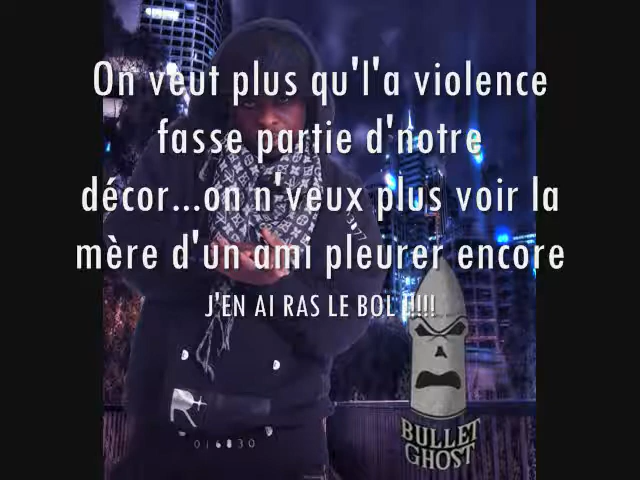 On veut plus qu'l'a violence
fasse partie d'notre
décor...on n'veux plus voir la
mère d'un ami pleurer encore
J'EN AI RAS LE BOL !!!!!
BULLET
GHOST
016830